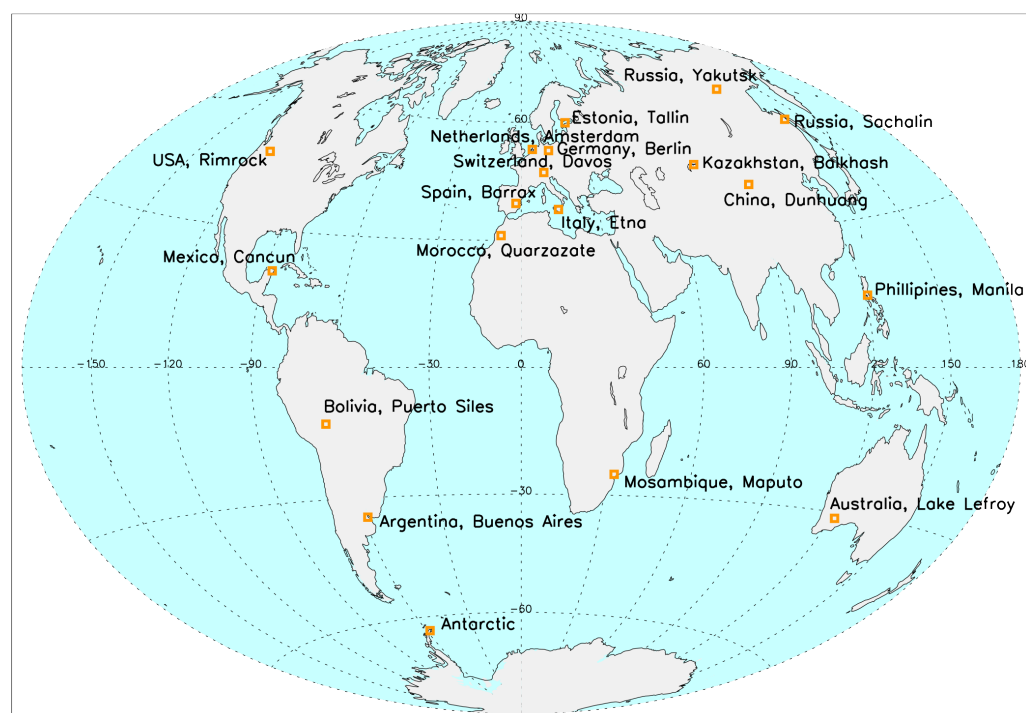 90
Russia, Yakutsk
60
Estonia, Tallin
Russia, Sachalin
Netherlands, Amsterdam
Germany, Berlin
USA, Rimrock
Switzerland, Davos
Kazakhstan, Balkhash
Spain, Barrax
China, Dunhuang
Italy, Etna
Morocco, Quarzazate
Mexico, Cancun
Phillipines, Manila
-150
-90
-30
0
60
90
150
180
Bolivia, Puerto Siles
Mosambique, Maputo
-30
Australia, Lake Lefroy
Argentina, Buenos Aires
-60
Antarctic